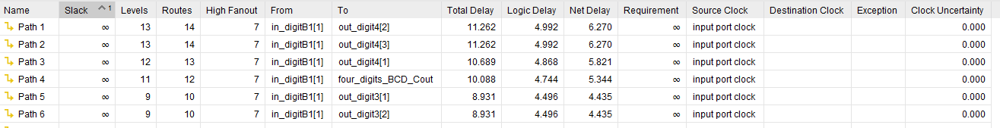 Name Slack 1 Levels Routes High Fanout From To Total Delay Logic Delay Net Delay Requirement Source Clock Destination Clock Exception Clock Uncertainty
Path 1 ∞ 13 14 7 in_digitB1[1] out_digit4[2] 11.262 4.992 6.270 ∞ input port clock 0.000
Path 2 ∞ 13 14 7 in_digitB1[1] out_digit4[3] 11.262 4.992 6.270 ∞ input port clock 0.000
Path 3 ∞ 12 13 7 in_digitB1[1] out_digit4[1] 10.689 4.868 5.821 ∞ input port clock 0.000
Path 4 ∞ 11 12 7 in_digitB1[1] four_digits_BCD_Cout 10.088 4.744 5.344 ∞ input port clock 0.000
Path 5 ∞ 9 10 7 in_digitB1[1] out_digit3[1] 8.931 4.496 4.435 ∞ input port clock 0.000
Path 6 ∞ 9 10 7 in_digitB1[1] out_digit3[2] 8.931 4.496 4.435 ∞ input port clock 0.000